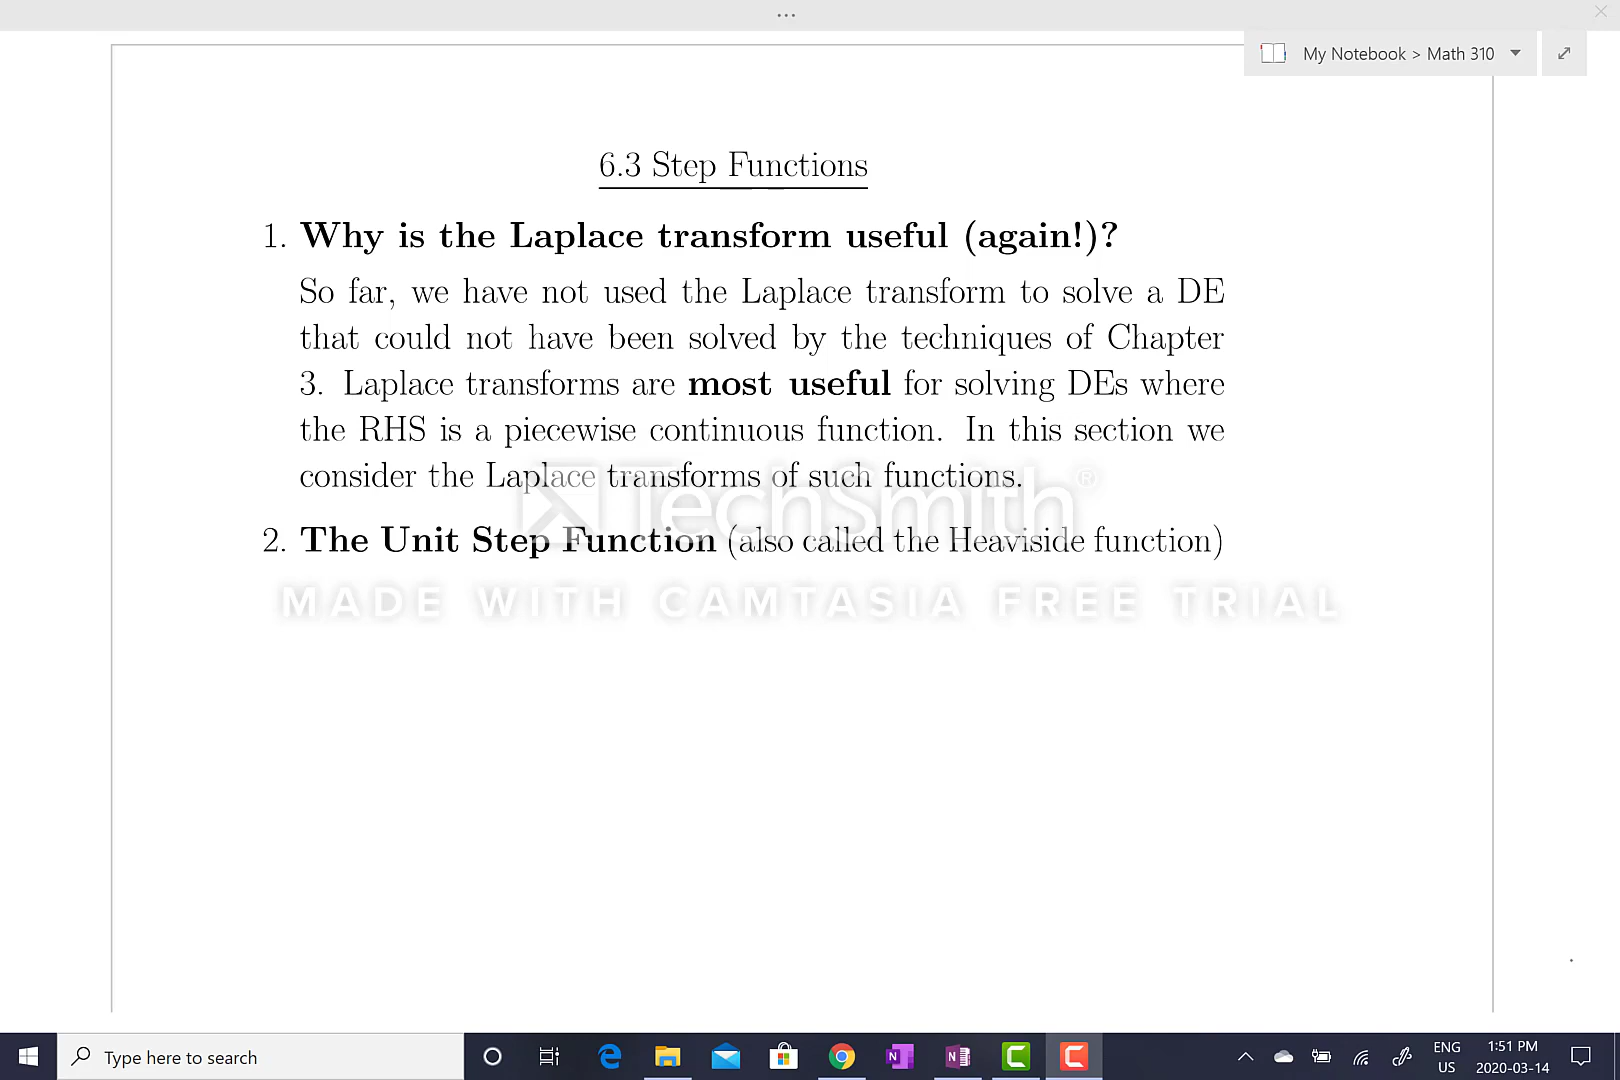 ...
My Notebook > Math 310
6.3 Step Functions
1. Why is the Laplace transform useful (again!)?
So far, we have not used the Laplace transform to solve a DE
that could not have been solved by the techniques of Chapter
3. Laplace transforms are most useful for solving DEs where
the RHS is a piecewise continuous function. In this section we
consider the Laplace transforms of such functions.
TechSmith®
2. The Unit Step Function (also called the Heaviside function)
MADE WITH CAMTASIA FREE TRIAL
Type here to search
N
N
ENG
US
1:51 PM
2020-03-14